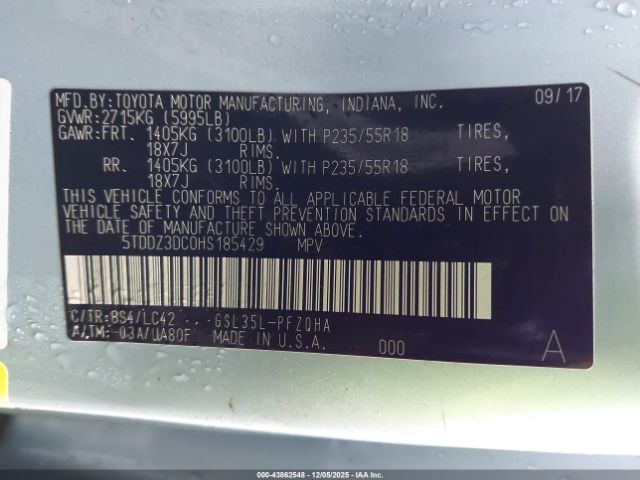 MFD.BY:TOYOTA MOTOR MANUFACTURING, INDIANA, INC. 09/17
GVWR:2715KG (5995LB)
GAWR:FRT. 1405KG (3100LB) WITH P235/55R18 TIRES,
18X7J RIMS.
RR. 1405KG (3100LB) WITH P235/55R18 TIRES,
18X7J RIMS.
THIS VEHICLE CONFORMS TO ALL APPLICABLE FEDERAL MOTOR
VEHICLE SAFETY AND THEFT PREVENTION STANDARDS IN EFFECT ON
THE DATE OF MANUFACTURE SHOWN ABOVE.
5TDDZ3DC0HS185429 MPV
C/TR:8S4/LC42 GSL35L-PFZQHA
A/TM:-03A/UA80F MADE IN U.S.A. 000 A
000-43862548 - 12/05/2025 - Copyright IAA, Inc.